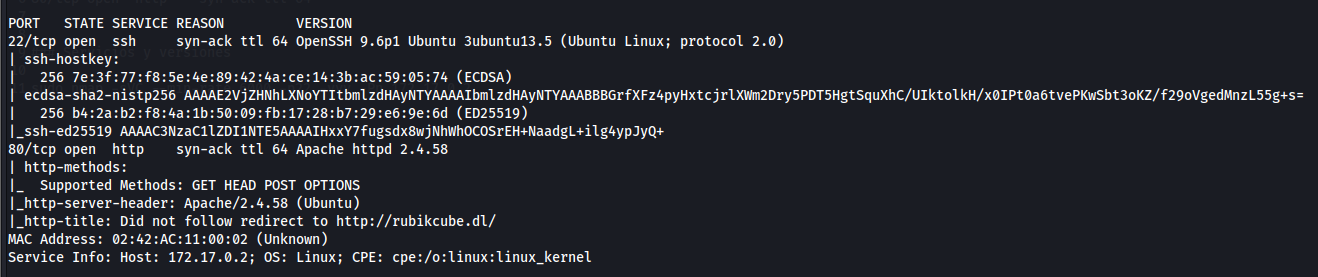 PORT   STATE SERVICE REASON         VERSION
22/tcp open  ssh     syn-ack ttl 64 OpenSSH 9.6p1 Ubuntu 3ubuntu13.5 (Ubuntu Linux; protocol 2.0)
| ssh-hostkey:
|   256 7e:3f:77:f8:5e:4e:89:42:4a:ce:14:3b:ac:59:05:74 (ECDSA)
| ecdsa-sha2-nistp256 AAAAE2VjZHNhLXNoYTItbmlzdHAyNTYAAAAIbmlzdHAyNTYAAABBBGrfXFz4pyHxtcjrlXWm2Dry5PDT5HgtSquXhC/UIktolkH/x0IPt0a6tvePKwSbt3oKZ/f29oVgedMnzL55g+s=
|   256 b4:2a:b2:f8:4a:1b:50:09:fb:17:28:b7:29:e6:9e:6d (ED25519)
|_ssh-ed25519 AAAAC3NzaC1lZDI1NTE5AAAAIHxxY7fugsdx8wjNhWhOCOSrEH+NaadgL+ilg4ypJyQ+
80/tcp open  http    syn-ack ttl 64 Apache httpd 2.4.58
| http-methods:
|_  Supported Methods: GET HEAD POST OPTIONS
|_http-server-header: Apache/2.4.58 (Ubuntu)
|_http-title: Did not follow redirect to http://rubikcube.dl/
MAC Address: 02:42:AC:11:00:02 (Unknown)
Service Info: Host: 172.17.0.2; OS: Linux; CPE: cpe:/o:linux:linux_kernel